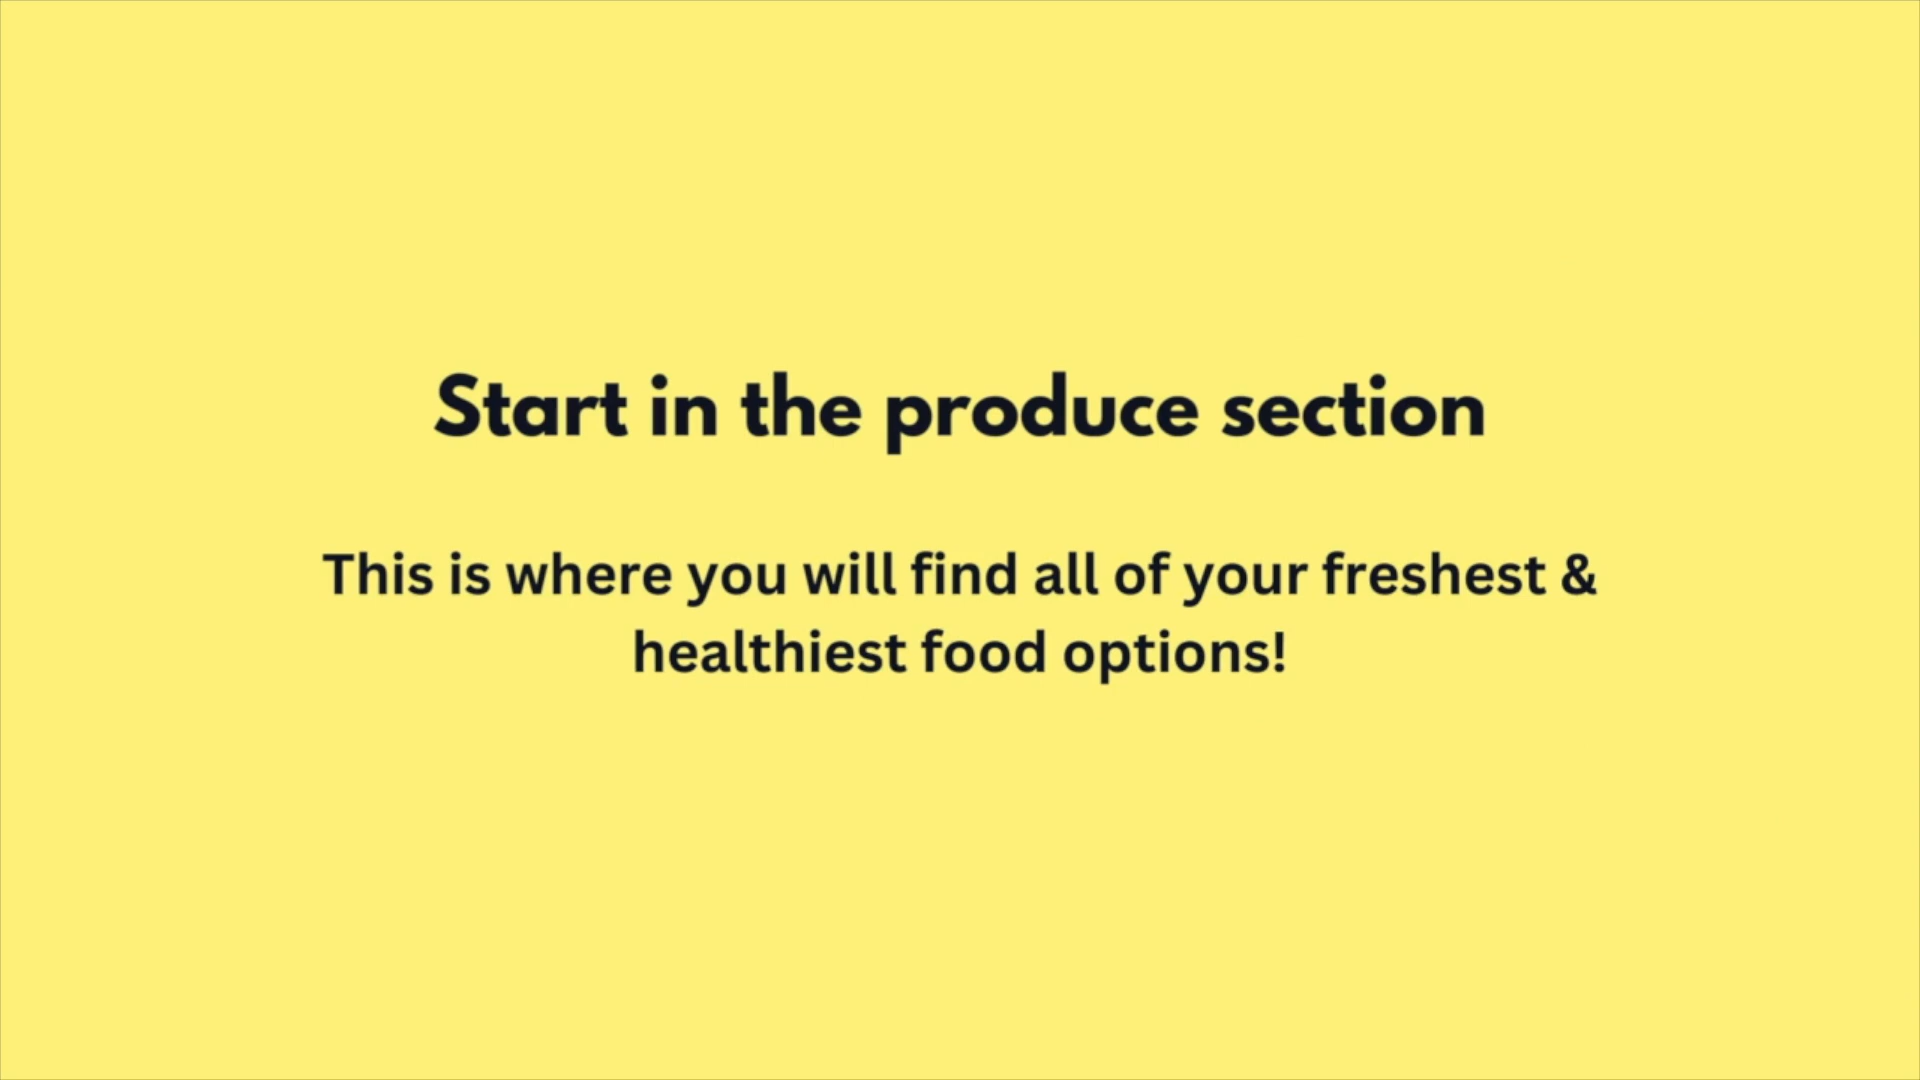 Start in the produce section
This is where you will find all of your freshest &
healthiest food options!